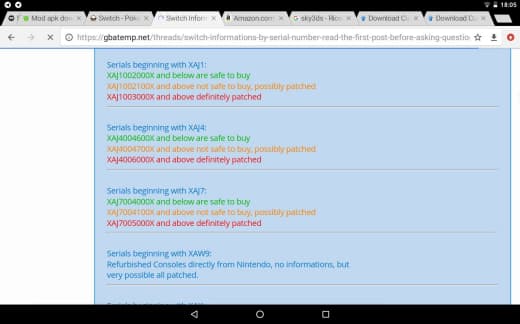 18:05
Mod apk dow
Switch - Poké
Switch Inform
Amazon.com
sky3ds - Rice
Download Ci
Download Cu
https://gbatemp.net/threads/switch-informations-by-serial-number-read-the-first-post-before-asking-questio
Serials beginning with XAJ1:
XAJ1002000X and below are safe to buy
XAJ1002100X and above not safe to buy, possibly patched
XAJ1003000X and above definitely patched
Serials beginning with XAJ4:
XAJ4004600X and below are safe to buy
XAJ4004700X and above not safe to buy, possibly patched
XAJ4006000X and above definitely patched
Serials beginning with XAJ7:
XAJ7004000X and below are safe to buy
XAJ7004100X and above not safe to buy, possibly patched
XAJ7005000X and above definitely patched
Serials beginning with XAW9:
Refurbished Consoles directly from Nintendo, no informations, but
very possible all patched.